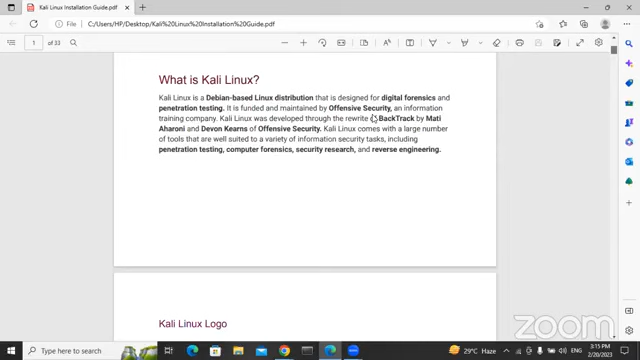 Kali Linux Installation Guide.pdf
File
C:/Users/HP/Desktop/Kali%20Linux%20Installation%20Guide.pdf
1 of 33
What is Kali Linux?
Kali Linux is a Debian-based Linux distribution that is designed for digital forensics and
penetration testing. It is funded and maintained by Offensive Security, an information
training company. Kali Linux was developed through the rewrite of BackTrack by Mati
Aharoni and Devon Kearns of Offensive Security. Kali Linux comes with a large number
of tools that are well suited to a variety of information security tasks, including
penetration testing, computer forensics, security research, and reverse engineering.
Kali Linux Logo
zoom
Type here to search
29°C Haze
3:15 PM
2/20/2023